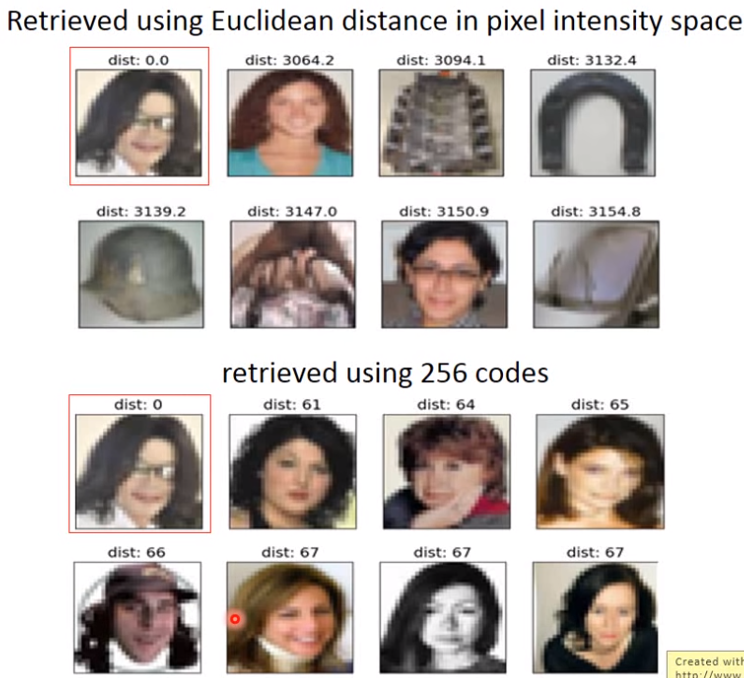 Retrieved using Euclidean distance in pixel intensity space
dist: 0.0 dist: 3064.2 dist: 3094.1 dist: 3132.4
dist: 3139.2 dist: 3147.0 dist: 3150.9 dist: 3154.8
retrieved using 256 codes
dist: 0 dist: 61 dist: 64 dist: 65
dist: 66 dist: 67 dist: 67 dist: 67
Created with
http://www